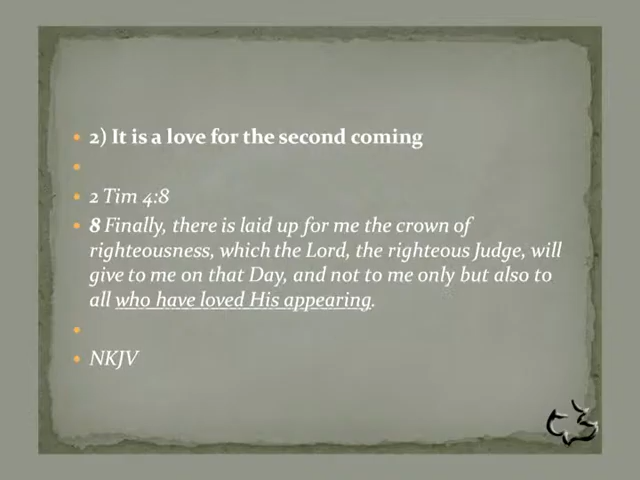 2) It is a love for the second coming
2 Tim 4:8
8 Finally, there is laid up for me the crown of
righteousness, which the Lord, the righteous Judge, will
give to me on that Day, and not to me only but also to
all who have loved His appearing.
NKJV